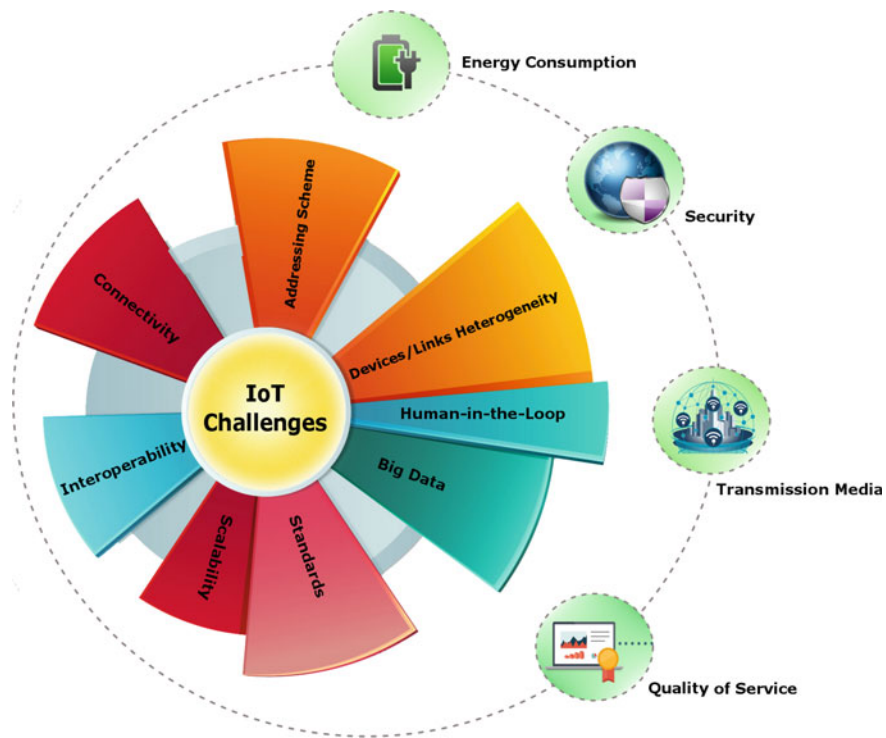 Energy Consumption
Security
Transmission Media
Quality of Service
IoT
Challenges
Addressing Scheme
Devices/Links Heterogeneity
Human-in-the-Loop
Big Data
Standards
Scalability
Interoperability
Connectivity